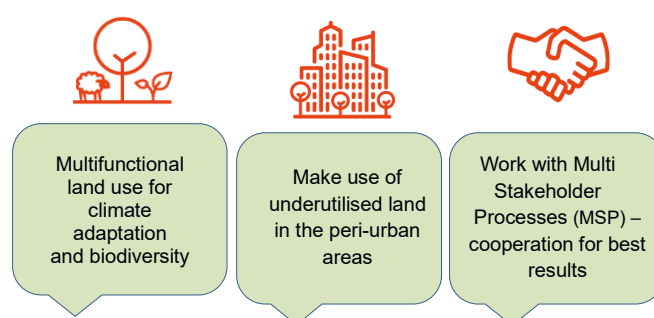 Multifunctional
land use for
climate
adaptation
and biodiversity
Make use of
underutilised land
in the peri-urban
areas
Work with Multi
Stakeholder
Processes (MSP) –
cooperation for best
results